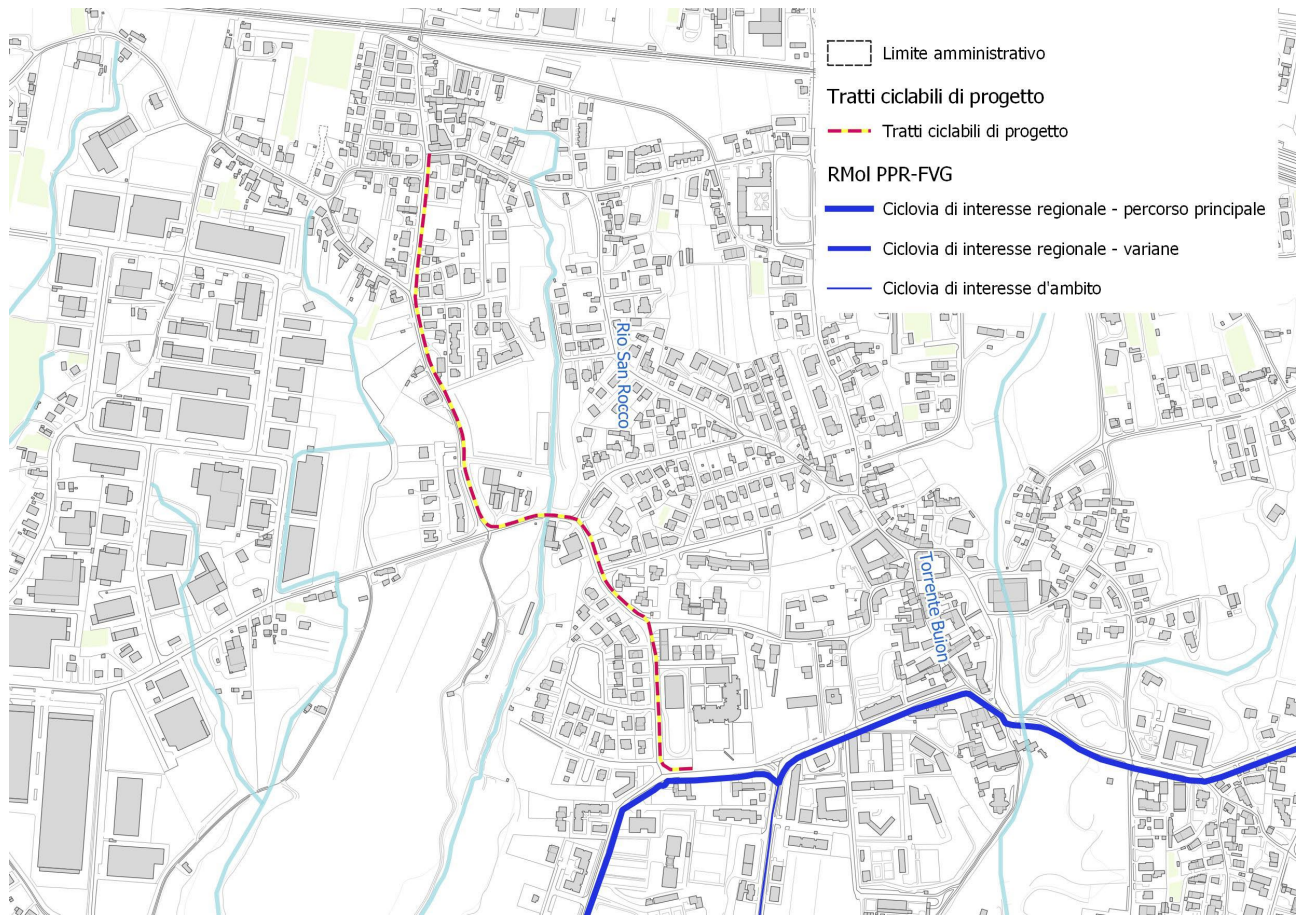 Limite amministrativo
Tratti ciclabili di progetto
Tratti ciclabili di progetto
RMol PPR-FVG
Ciclovia di interesse regionale - percorso principale
Ciclovia di interesse regionale - variane
Ciclovia di interesse d'ambito
Rio San Rocco
Torrente Buion